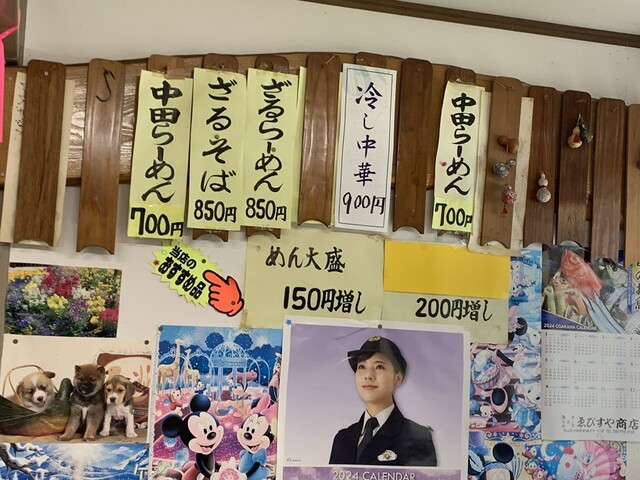 中田らーめん
700円
ざるそば
850円
ざるらーめん
850円
冷し中華
900円
中田らーめん
700円
当店の
おすすめ品
めん大盛
150円増し
200円増し
2024 CALENDAR
2024 OSAKANA CALENDAR
ゑびすや商店